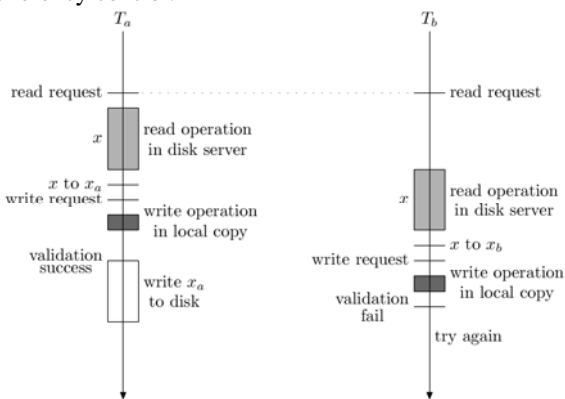 T_a
read request
x
read operation
in disk server
x to x_a
write request
write operation
in local copy
validation
success
write x_a
to disk
T_b
read request
x
read operation
in disk server
x to x_b
write request
write operation
in local copy
validation
fail
try again